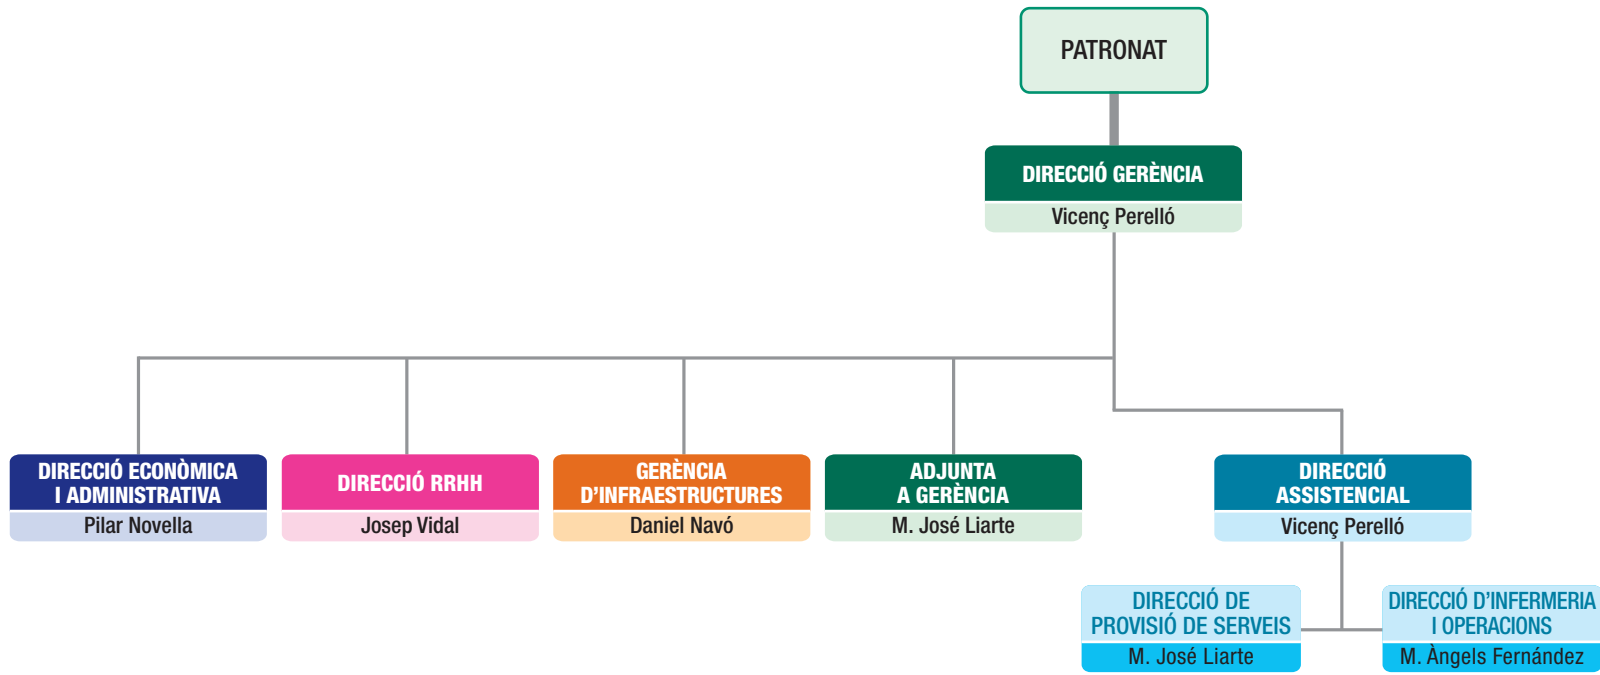 PATRONAT
DIRECCIÓ GERÈNCIA
Vicenç Perelló
DIRECCIÓ ECONÒMICA
I ADMINISTRATIVA
Pilar Novella
DIRECCIÓ RRHH
Josep Vidal
GERÈNCIA
D’INFRAESTRUCTURES
Daniel Navó
ADJUNTA
A GERÈNCIA
M. José Liarte
DIRECCIÓ
ASSISTENCIAL
Vicenç Perelló
DIRECCIÓ DE
PROVISIÓ DE SERVEIS
M. José Liarte
DIRECCIÓ D’INFERMERIA
I OPERACIONS
M. Àngels Fernández